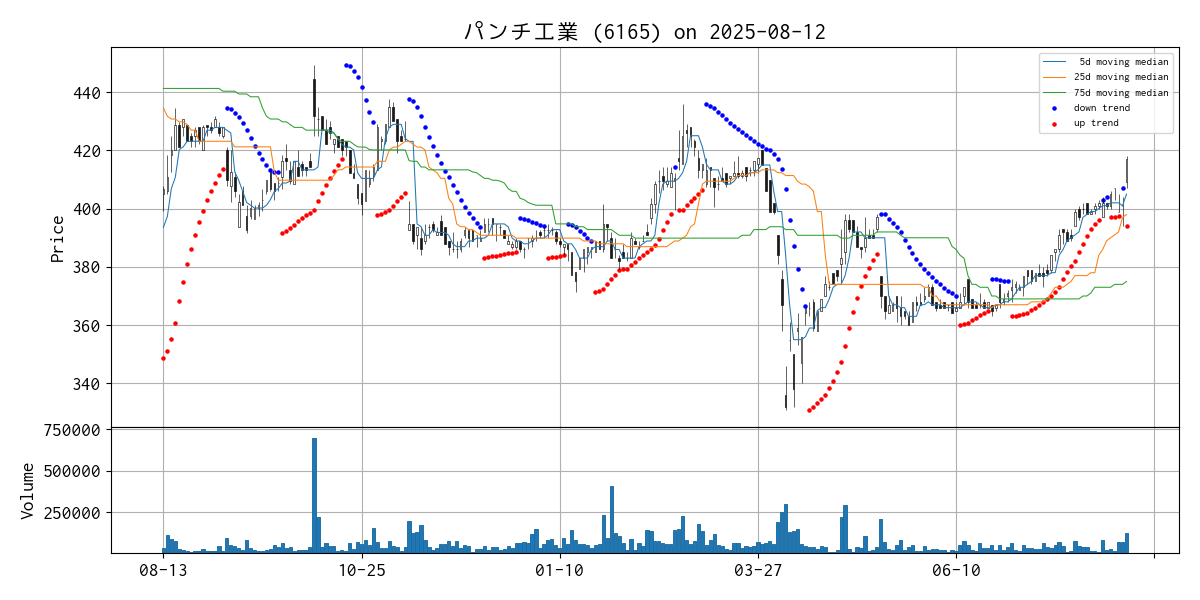 パンチ工業 (6165) on 2025-08-12
5d moving median
25d moving median
75d moving median
down trend
up trend
Price
440
420
400
380
360
340
Volume
750000
500000
250000
08-13 10-25 01-10 03-27 06-10